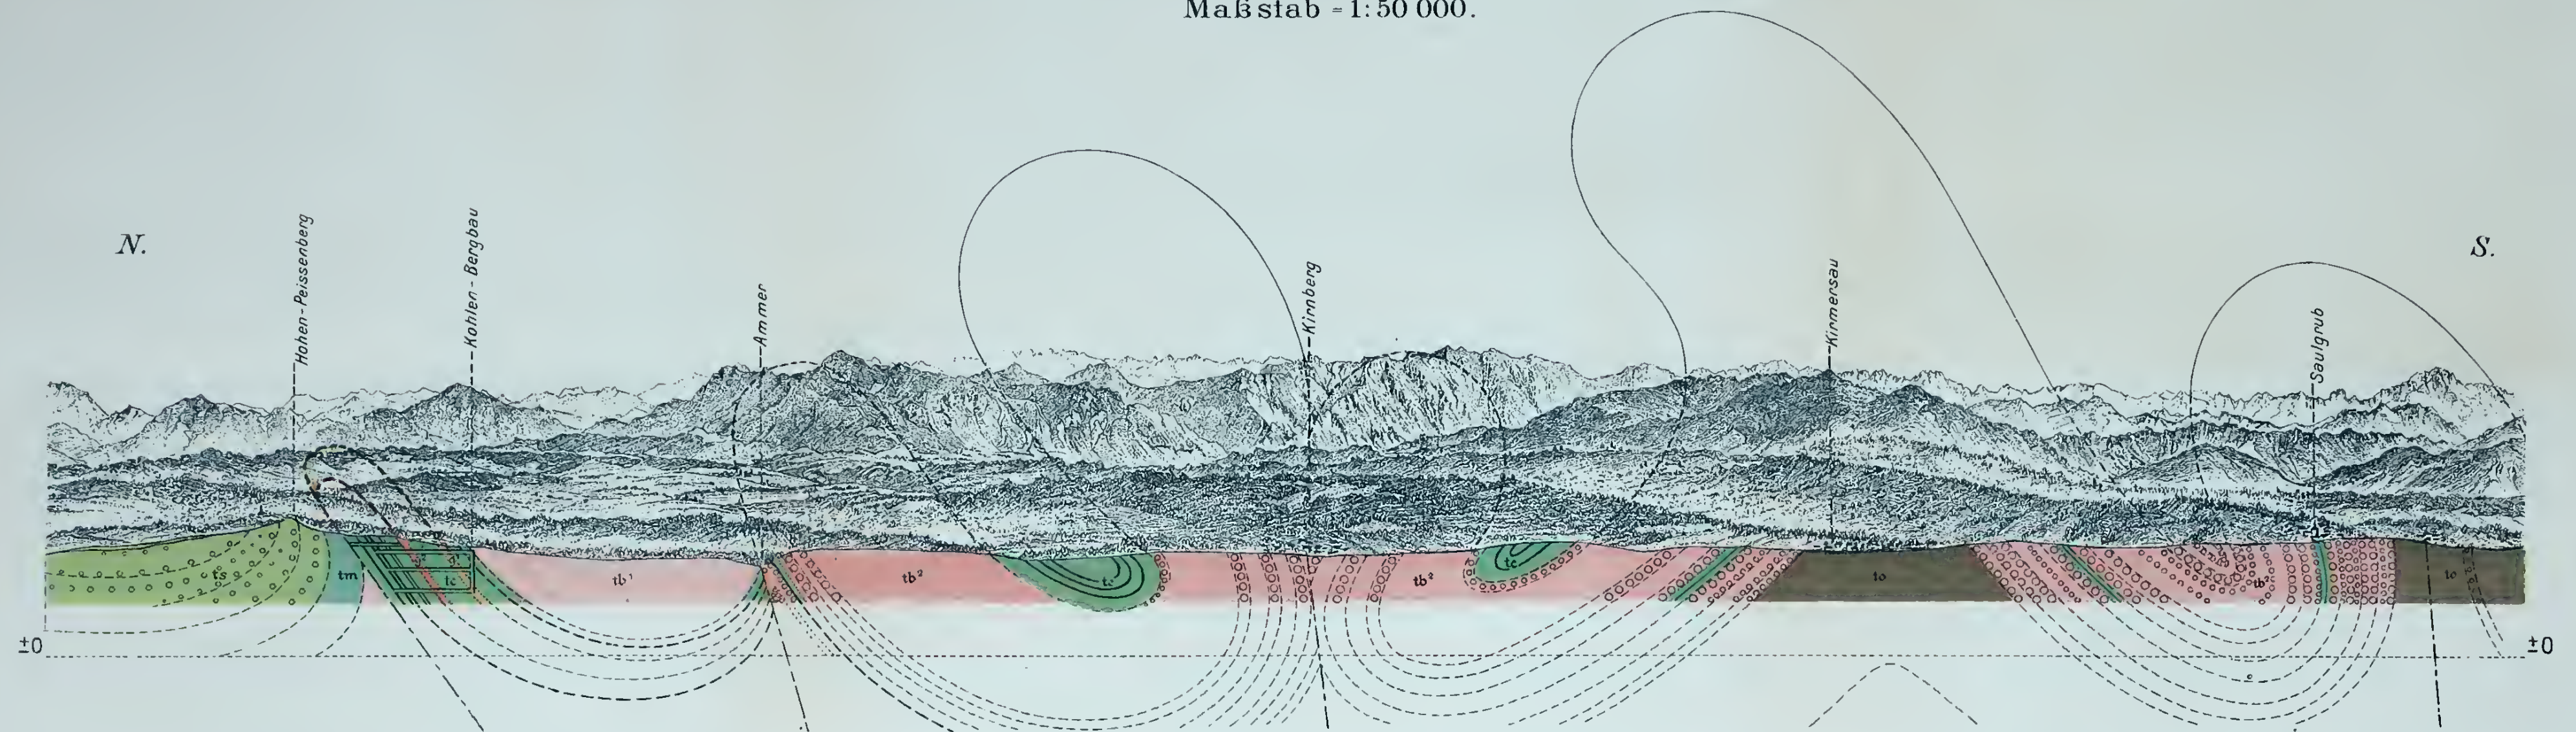 Maßstab = 1:50 000.
N.
S.
Hohen-Peissenberg
Kohlen-Bergbau
Ammer
Kirnberg
Kirmersau
Saulgrub
ts
tm
tc
tb¹
tb²
tc
tb²
tc
to
tb²
to
±0
±0